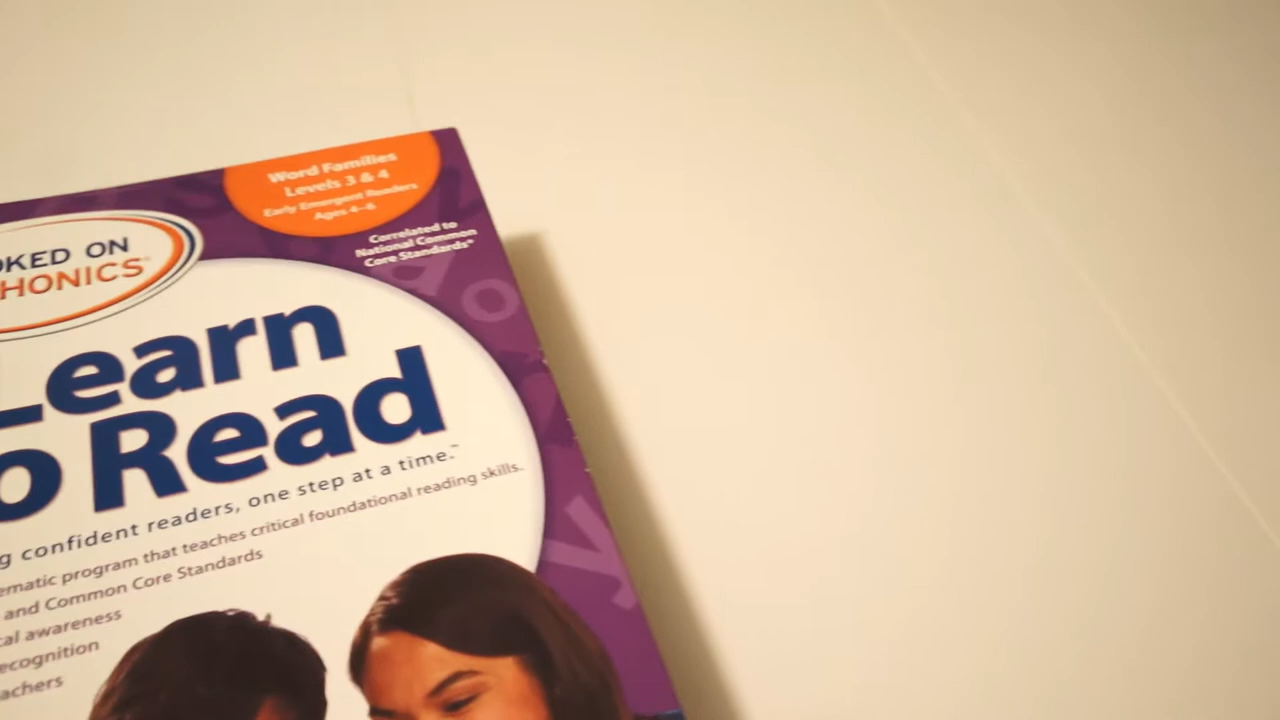 Word Families
Levels 3 & 4
Early Emergent Readers
Ages 4–6
Correlated to
National Common
Core Standards*
OKED ON
HONICS®
Learn
o Read
g confident readers, one step at a time.™
ematic program that teaches critical foundational reading skills.
and Common Core Standards
cal awareness
ecognition
achers